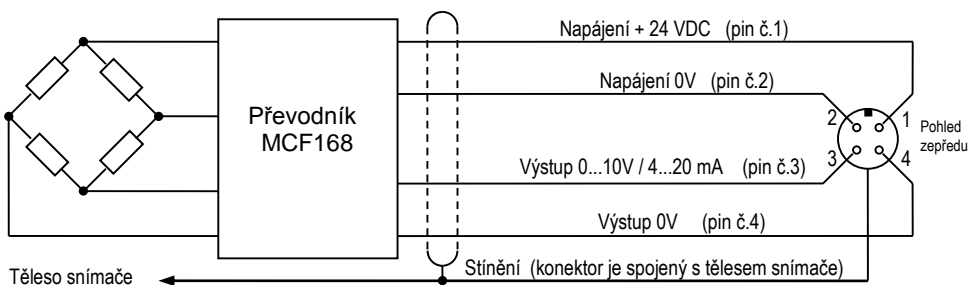 Napájení + 24 VDC (pin č.1)
Napájení 0V (pin č.2)
Převodník
MCF168
2
1
Pohled
zepředu
3
4
Výstup 0...10V / 4...20 mA (pin č.3)
Výstup 0V (pin č.4)
Těleso snímače
Stínění (konektor je spojený s tělesem snímače)